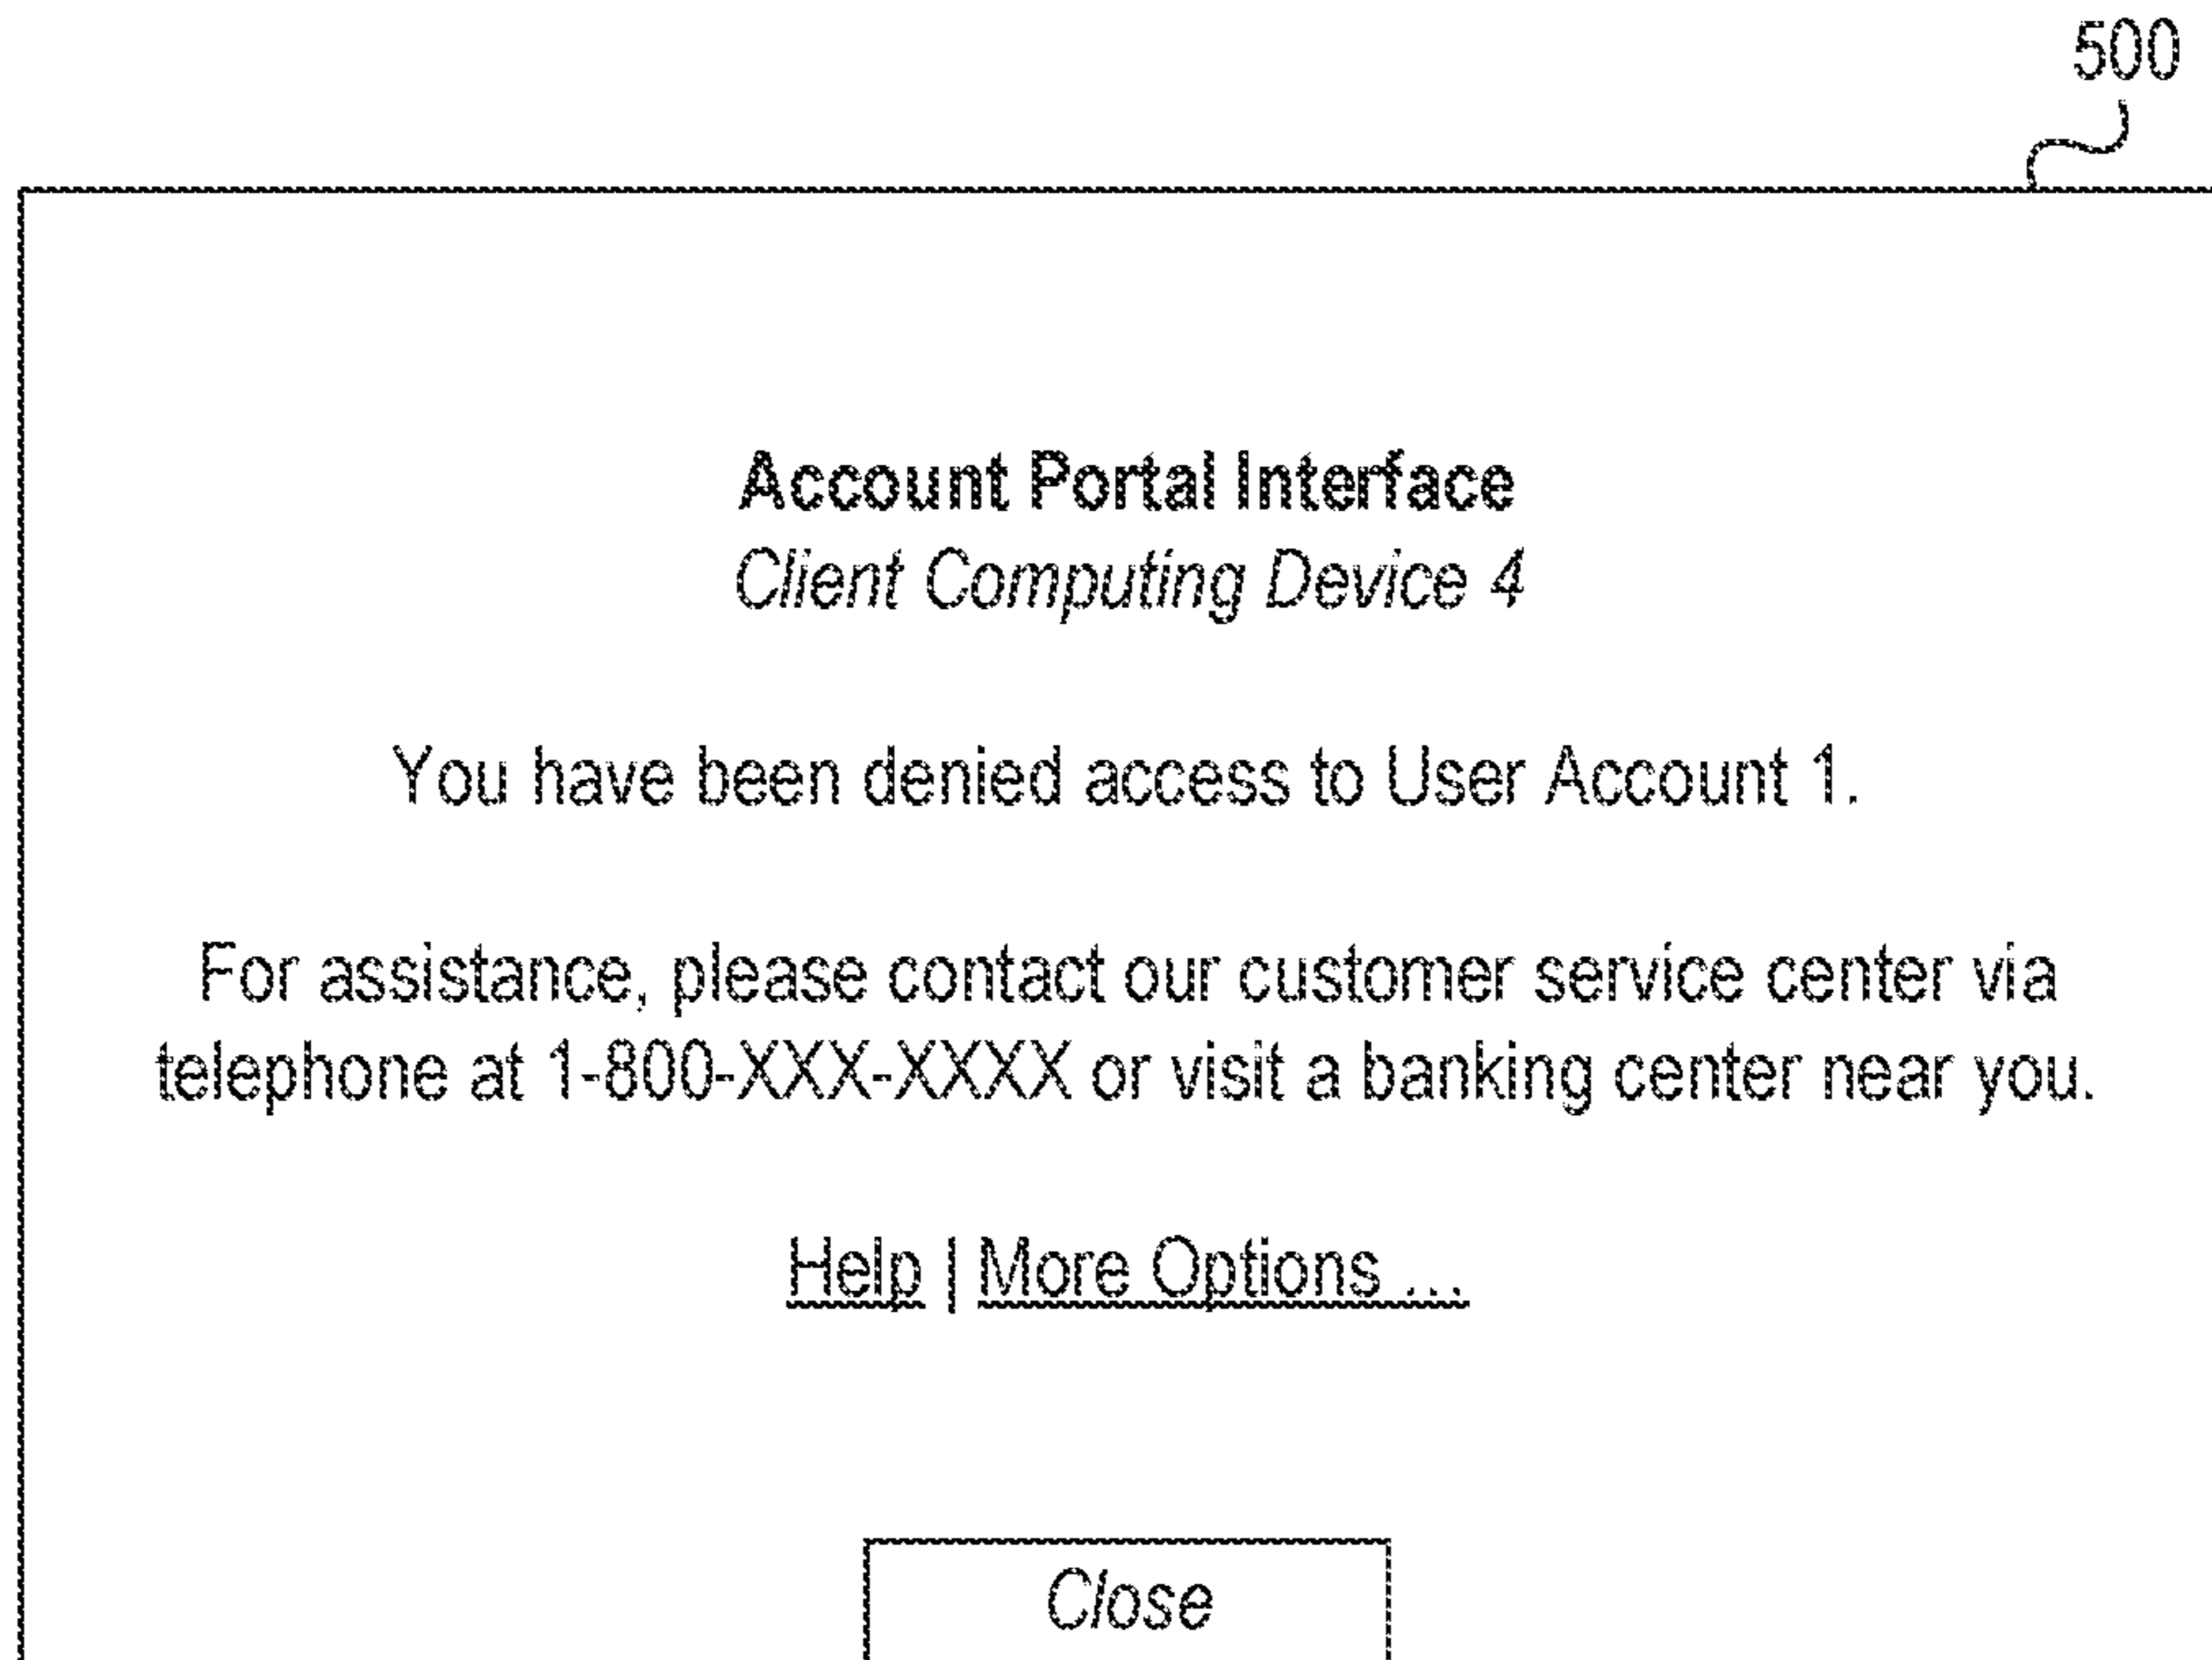 500
Account Portal Interface
Client Computing Device 4
You have been denied access to User Account 1.
For assistance, please contact our customer service center via
telephone at 1-800-XXX-XXXX or visit a banking center near you.
Help | More Options ...
Close